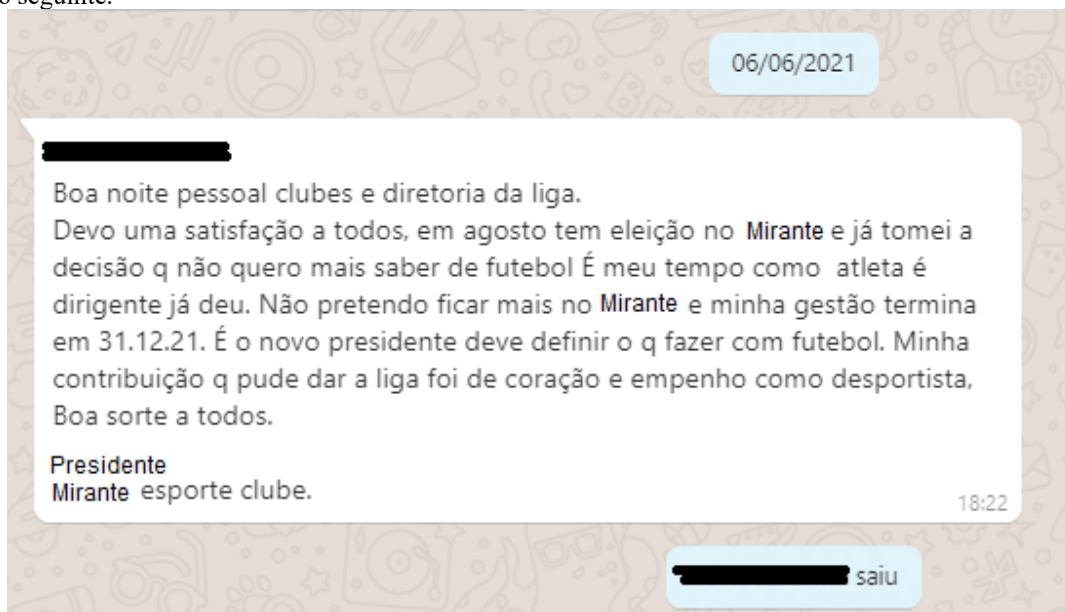 o seguinte:
06/06/2021
Boa noite pessoal clubes e diretoria da liga.
Devo uma satisfação a todos, em agosto tem eleição no Mirante e já tomei a
decisão q não quero mais saber de futebol É meu tempo como atleta é
dirigente já deu. Não pretendo ficar mais no Mirante e minha gestão termina
em 31.12.21. É o novo presidente deve definir o q fazer com futebol. Minha
contribuição q pude dar a liga foi de coração e empenho como desportista,
Boa sorte a todos.
Presidente
Mirante esporte clube.
18:22
saiu